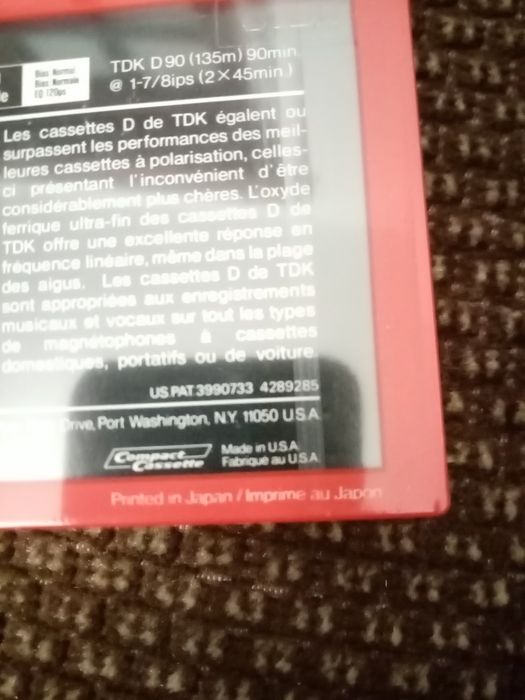 TDK D90 (135m) 90min.
@ 1-7/8ips (2×45min.)
Bias Normal
Bias Normale
EQ 120µs
Les cassettes D de TDK égalent ou
surpassent les performances des meil-
leures cassettes à polarisation, celles-
ci présentant l'inconvénient d'être
considérablement plus chères. L'oxyde
ferrique ultra-fin des cassettes D de
TDK offre une excellente réponse en
fréquence linéaire, même dans la plage
des aigus. Les cassettes D de TDK
sont appropriées aux enregistrements
musicaux et vocaux sur tout les types
de magnétophones à cassettes
domestiques, portatifs ou de voiture.
US PAT 3990733 4289285
Drive, Port Washington, N.Y. 11050 U.S.A.
Compact Cassette
Made in U.S.A.
Fabriqué au U.S.A.
Printed in Japan / Imprimé au Japon